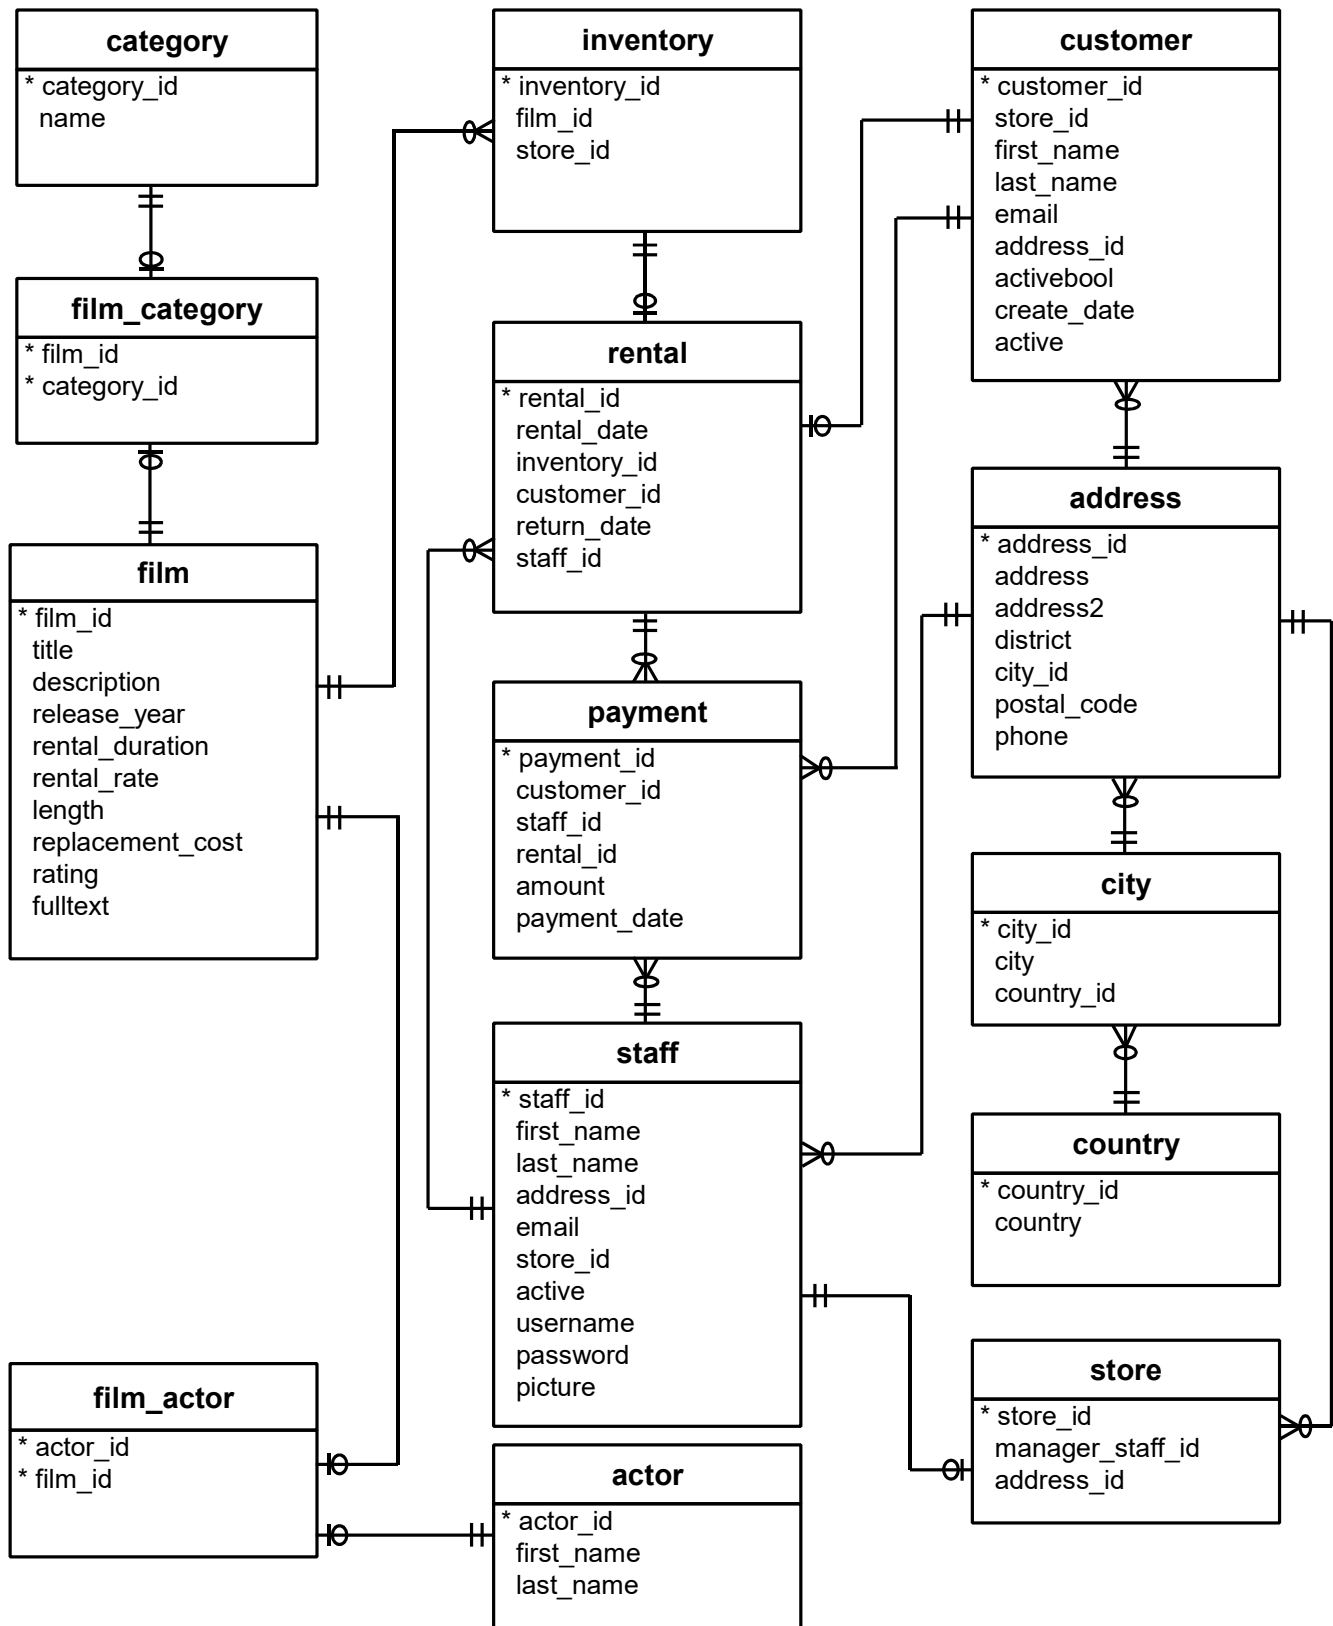 category
* category_id
name
film_category
* film_id
* category_id
film
* film_id
title
description
release_year
rental_duration
rental_rate
length
replacement_cost
rating
fulltext
film_actor
* actor_id
* film_id
inventory
* inventory_id
film_id
store_id
rental
* rental_id
rental_date
inventory_id
customer_id
return_date
staff_id
payment
* payment_id
customer_id
staff_id
rental_id
amount
payment_date
staff
* staff_id
first_name
last_name
address_id
email
store_id
active
username
password
picture
actor
* actor_id
first_name
last_name
customer
* customer_id
store_id
first_name
last_name
email
address_id
activebool
create_date
active
address
* address_id
address
address2
district
city_id
postal_code
phone
city
* city_id
city
country_id
country
* country_id
country
store
* store_id
manager_staff_id
address_id